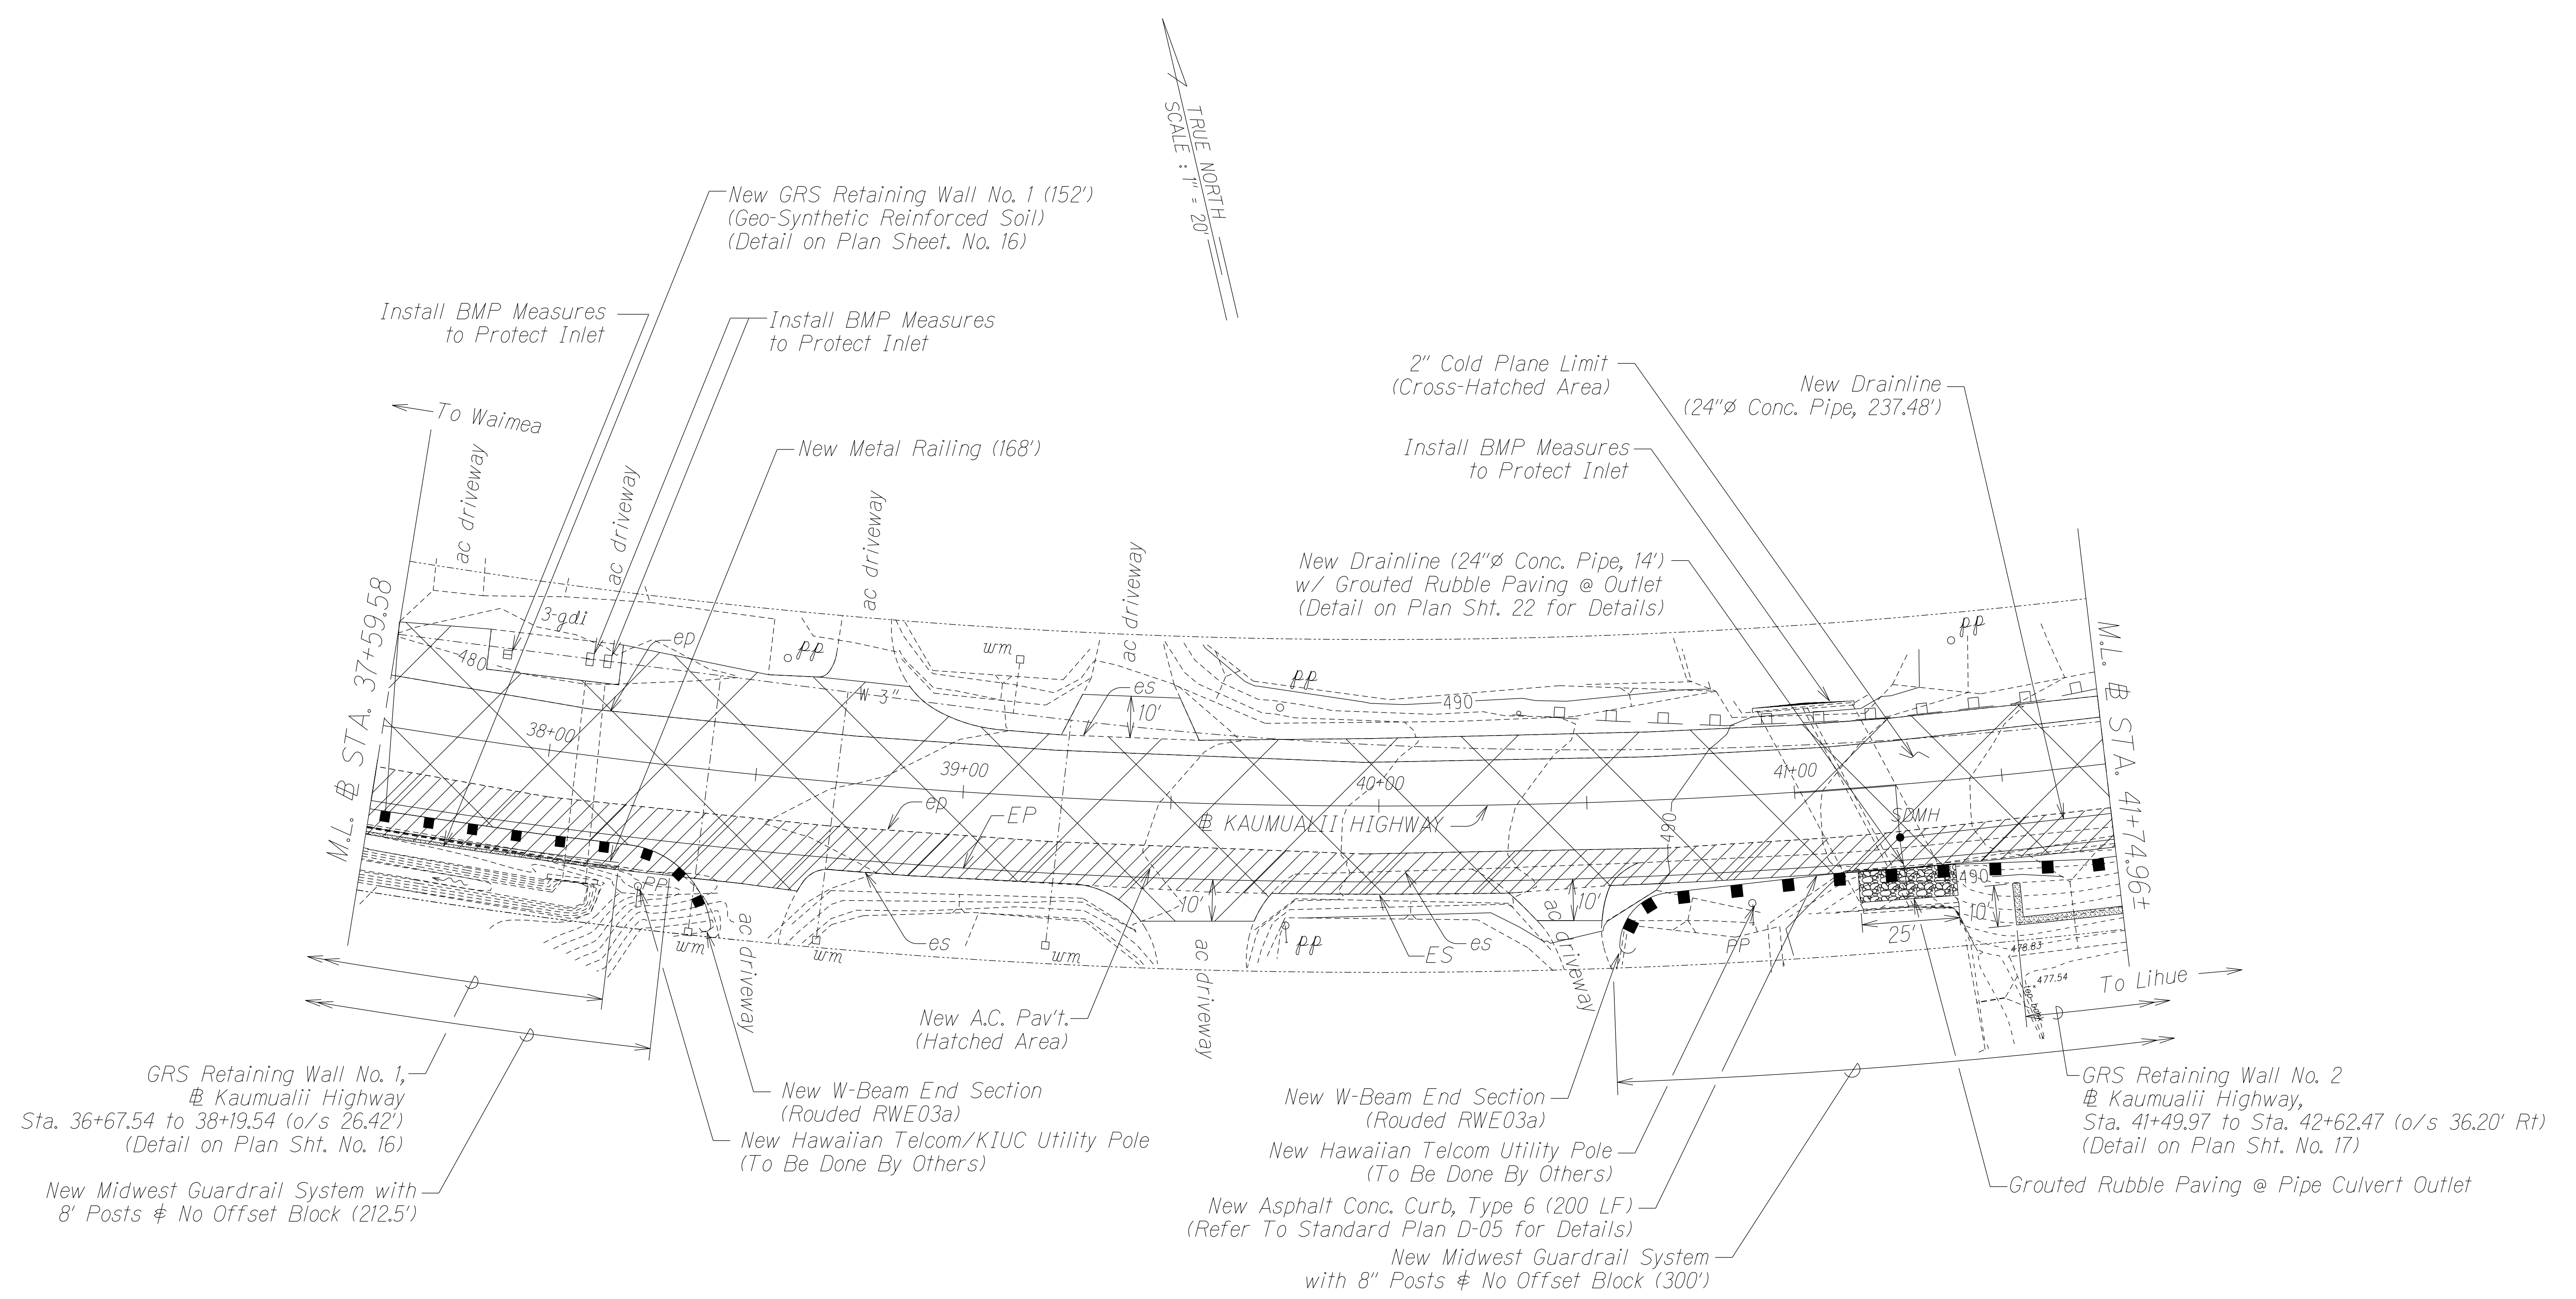 TRUE NORTH
SCALE : 1" = 20'
New GRS Retaining Wall No. 1 (152')
(Geo-Synthetic Reinforced Soil)
(Detail on Plan Sheet. No. 16)
Install BMP Measures
to Protect Inlet
Install BMP Measures
to Protect Inlet
2" Cold Plane Limit
(Cross-Hatched Area)
New Drainline
(24"Ø Conc. Pipe, 237.48')
To Waimea
New Metal Railing (168')
Install BMP Measures
to Protect Inlet
ac driveway
ac driveway
ac driveway
ac driveway
New Drainline (24"Ø Conc. Pipe, 14')
w/ Grouted Rubble Paving @ Outlet
(Detail on Plan Sht. 22 for Details)
M.L. ⅊ STA. 37+59.58
3-gdi
480
ep
pp
wm
W 3"
es
10'
pp
490
pp
M.L. ⅊ STA. 41+74.96±
38+00
39+00
40+00
41+00
ep
EP
⅊ KAUMUALII HIGHWAY
490
SDMH
490
PP
wm
ac driveway
wm
es
wm
10'
ac driveway
pp
ES
es
10'
ac driveway
PP
25'
10'
478.83
477.54
top-bank
To Lihue
New A.C. Pav't.
(Hatched Area)
GRS Retaining Wall No. 1,
⅊ Kaumualii Highway
Sta. 36+67.54 to 38+19.54 (o/s 26.42')
(Detail on Plan Sht. No. 16)
New Midwest Guardrail System with
8' Posts & No Offset Block (212.5')
New W-Beam End Section
(Rouded RWE03a)
New Hawaiian Telcom/KIUC Utility Pole
(To Be Done By Others)
New W-Beam End Section
(Rouded RWE03a)
New Hawaiian Telcom Utility Pole
(To Be Done By Others)
New Asphalt Conc. Curb, Type 6 (200 LF)
(Refer To Standard Plan D-05 for Details)
New Midwest Guardrail System
with 8" Posts & No Offset Block (300')
GRS Retaining Wall No. 2
⅊ Kaumualii Highway,
Sta. 41+49.97 to Sta. 42+62.47 (o/s 36.20' Rt)
(Detail on Plan Sht. No. 17)
Grouted Rubble Paving @ Pipe Culvert Outlet